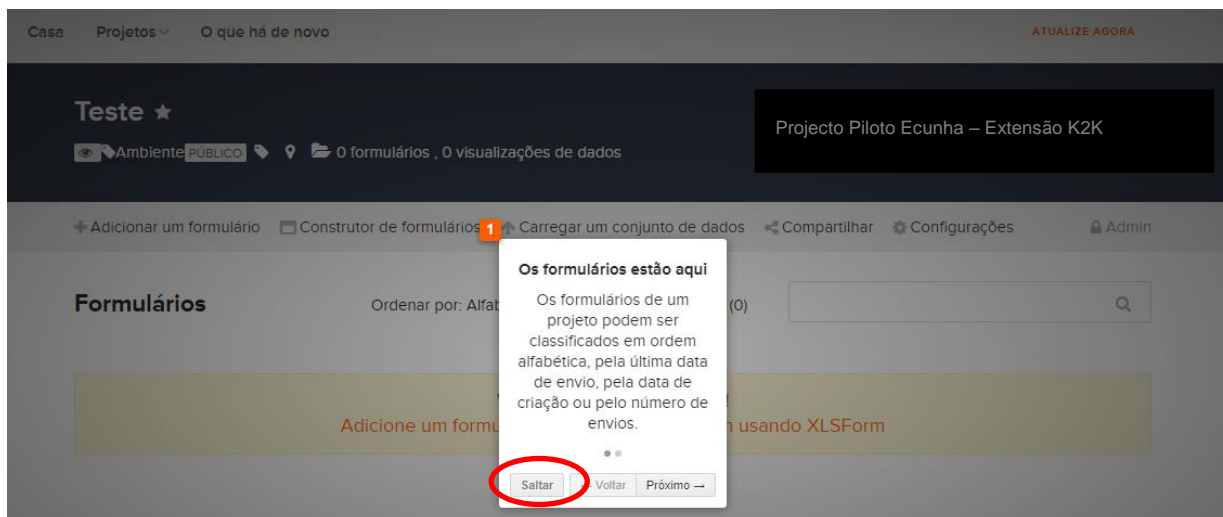 Casa Projetos O que há de novo ATUALIZE AGORA
Teste
Projecto Piloto Ecunha – Extensão K2K
Ambiente PÚBLICO 0 formulários , 0 visualizações de dados
Adicionar um formulário Construtor de formulários 1 Carregar um conjunto de dados Compartilhar Configurações Admin
Os formulários estão aqui
Formulários Ordenar por: (0)
Os formulários de um
projeto podem ser
classificados em ordem
alfabética, pela última data
de envio, pela data de
criação ou pelo número de
envios.
!
Adicione um usando XLSForm
Saltar ← Voltar Próximo →